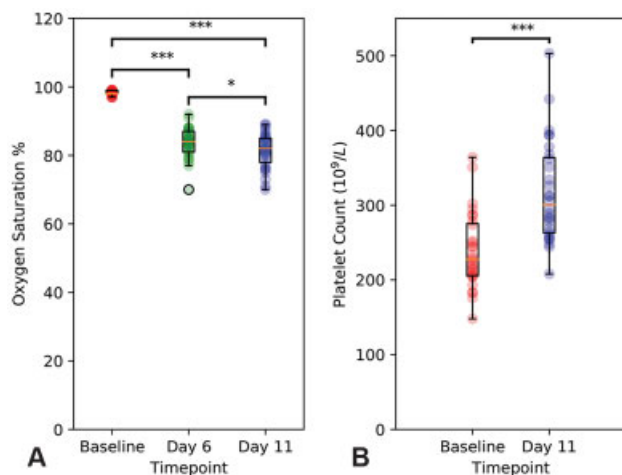 120
100
80
60
40
20
0
Oxygen Saturation %
***
***
*
Baseline Day 6 Day 11
Timepoint
A
500
400
300
200
100
0
Platelet Count (10⁹/L)
***
Baseline Day 11
Timepoint
B